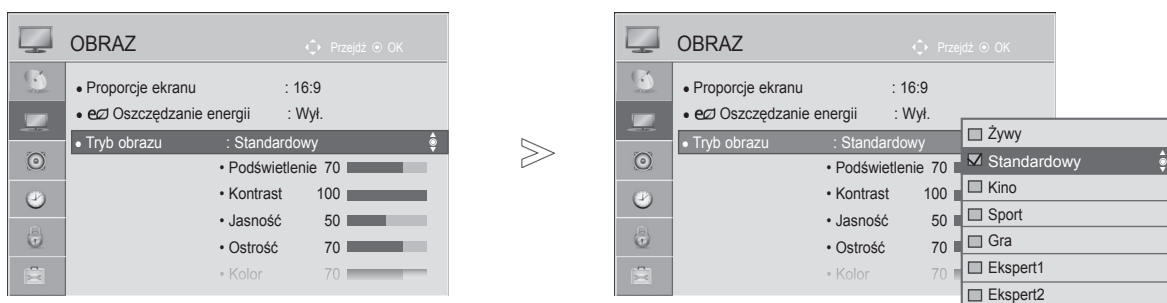 OBRAZ
Przejdź OK
• Proporcje ekranu : 16:9
• eco Oszczędzanie energii : Wył.
• Tryb obrazu : Standardowy
• Podświetlenie 70
• Kontrast 100
• Jasność 50
• Ostrość 70
• Kolor 70
OBRAZ
Przejdź OK
• Proporcje ekranu : 16:9
• eco Oszczędzanie energii : Wył.
• Tryb obrazu : Standardowy
• Podświetlenie 70
• Kontrast 100
• Jasność 50
• Ostrość 70
• Kolor 70
Żywy
Standardowy
Kino
Sport
Gra
Ekspert1
Ekspert2